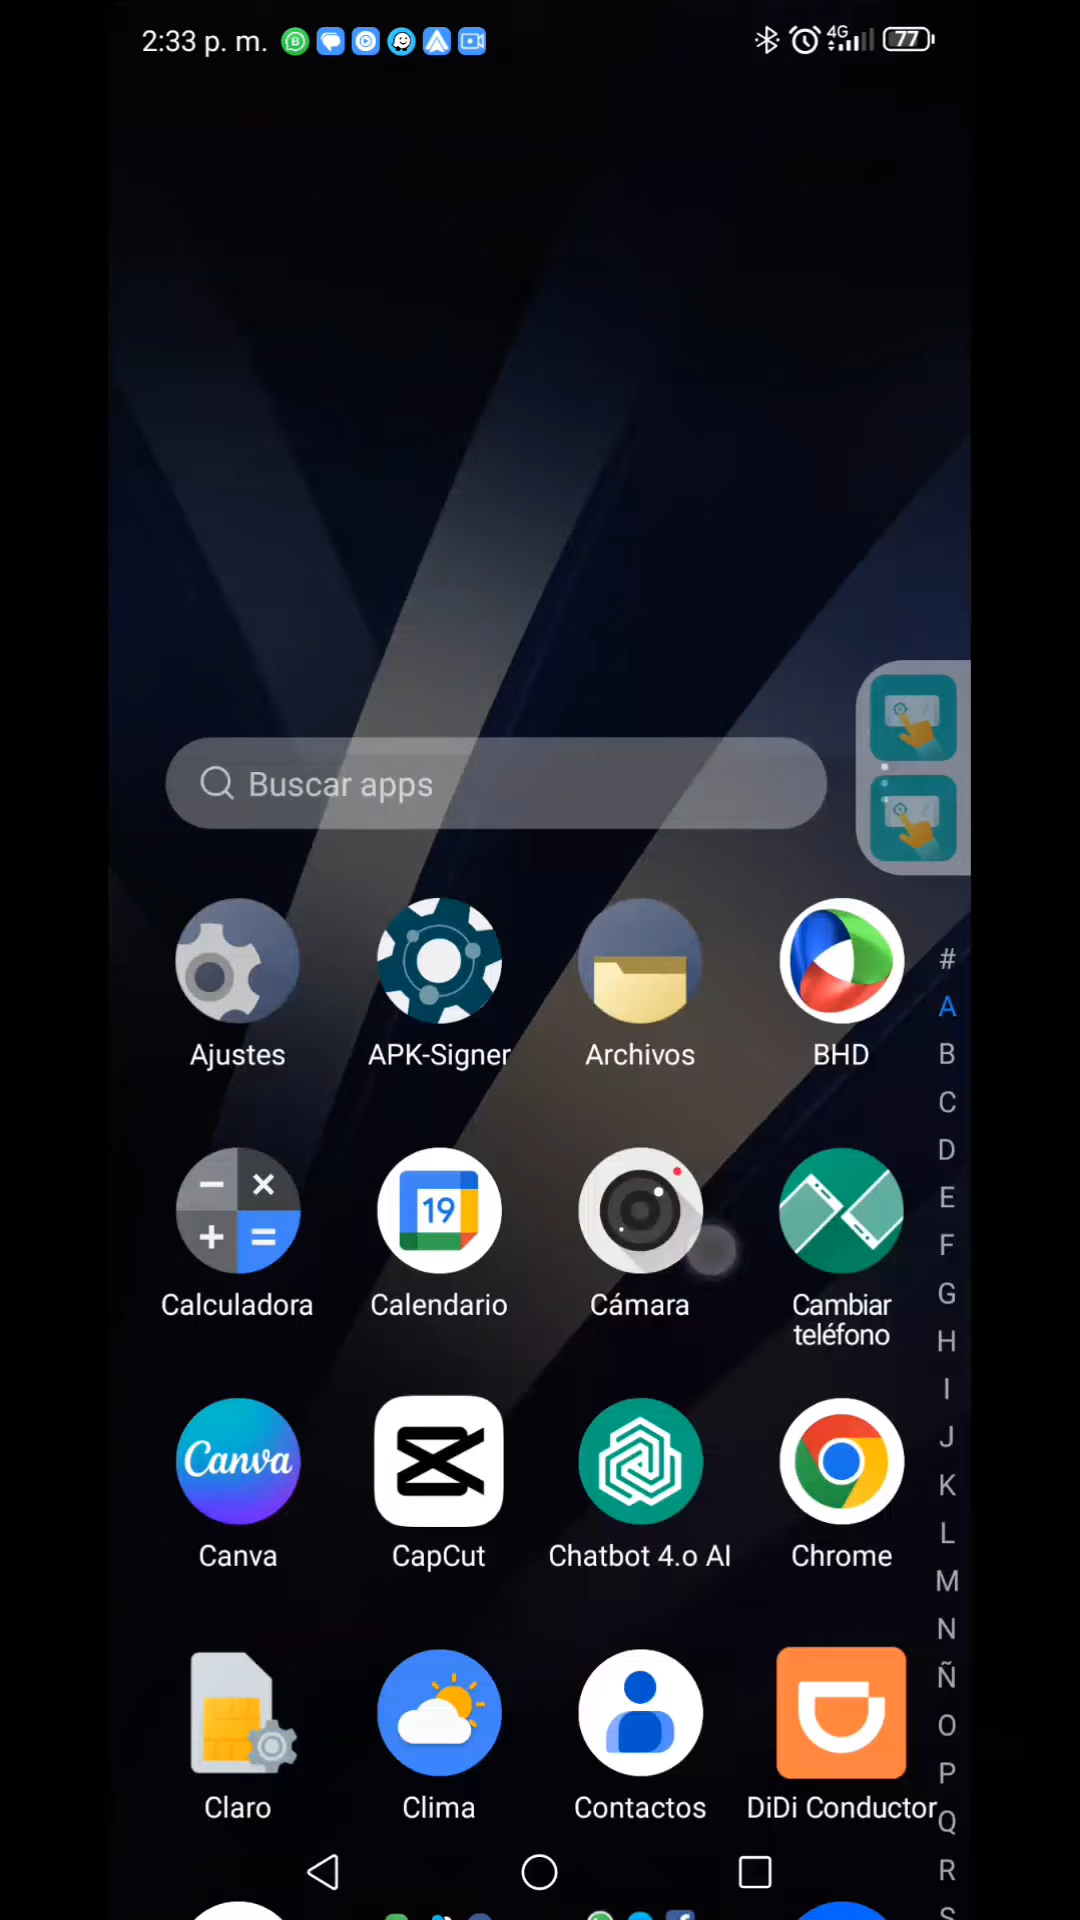 2:33 p. m.
4G
77
Buscar apps
Ajustes
APK-Signer
Archivos
BHD
#
A
B
C
D
E
F
G
H
I
J
K
L
M
N
Ñ
O
P
Q
R
S
19
Calculadora
Calendario
Cámara
Cambiar
teléfono
Canva
Canva
CapCut
Chatbot 4.o AI
Chrome
Claro
Clima
Contactos
DiDi Conductor